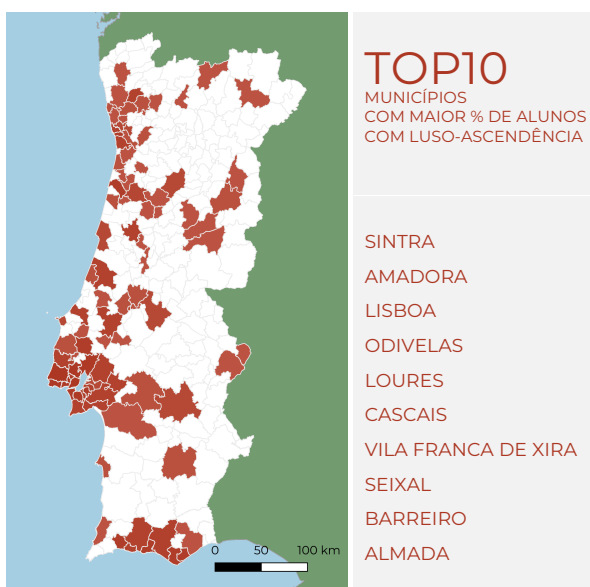 TOP10
MUNICÍPIOS
COM MAIOR % DE ALUNOS
COM LUSO-ASCENDÊNCIA
SINTRA
AMADORA
LISBOA
ODIVELAS
LOURES
CASCAIS
VILA FRANCA DE XIRA
SEIXAL
BARREIRO
ALMADA
0 50 100 km